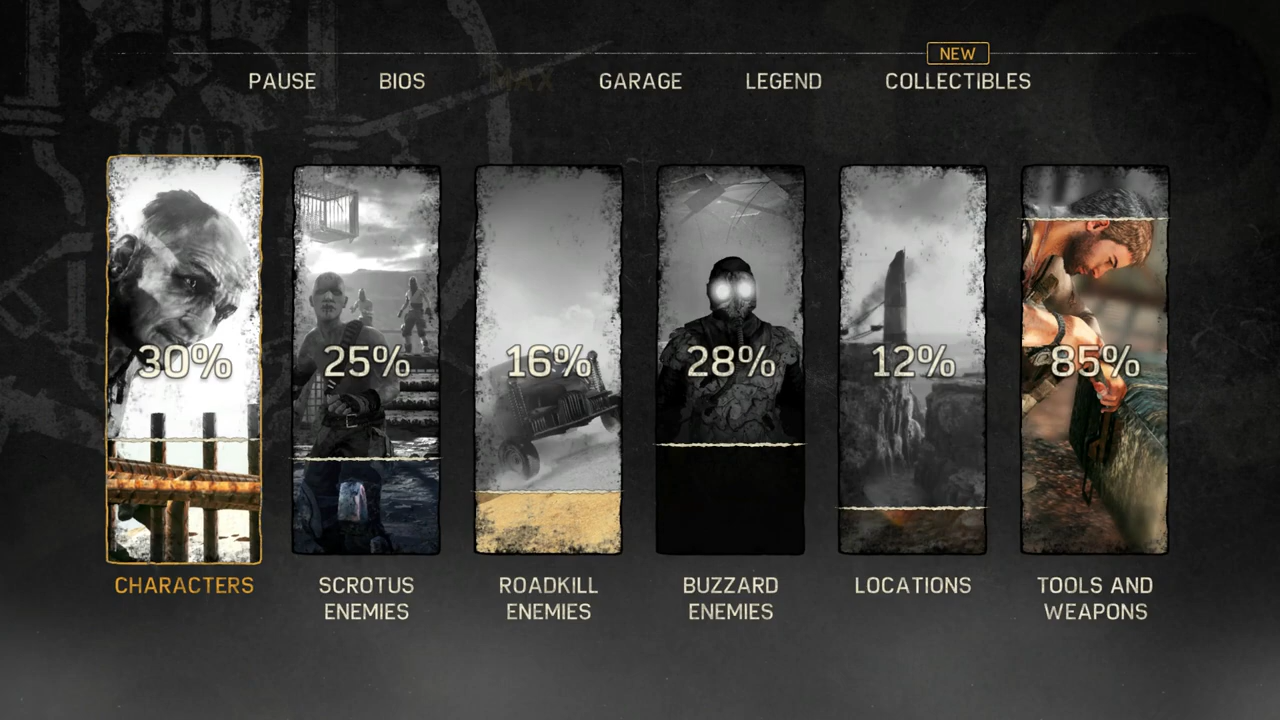 NEW
PAUSE BIOS MAX GARAGE LEGEND COLLECTIBLES
30% 25% 16% 28% 12% 85%
CHARACTERS SCROTUS ROADKILL BUZZARD LOCATIONS TOOLS AND
ENEMIES ENEMIES ENEMIES WEAPONS